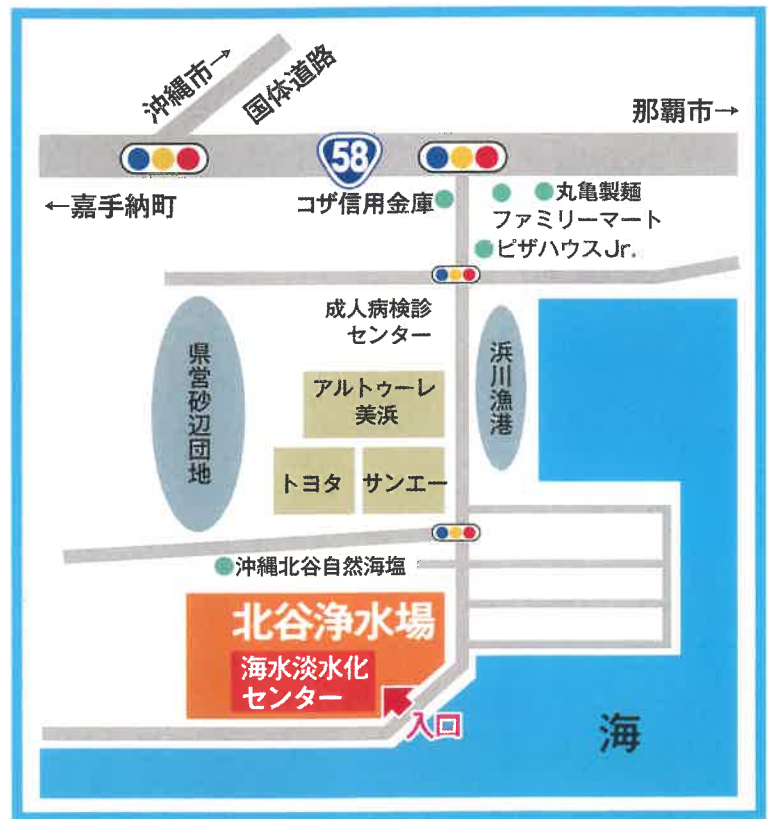 沖縄市→
国体道路
那覇市→
58
←嘉手納町
コザ信用金庫
丸亀製麺
ファミリーマート
ピザハウスJr.
成人病検診
センター
県営砂辺団地
浜川漁港
アルトゥーレ
美浜
トヨタ
サンエー
沖縄北谷自然海塩
北谷浄水場
海水淡水化
センター
入口
海